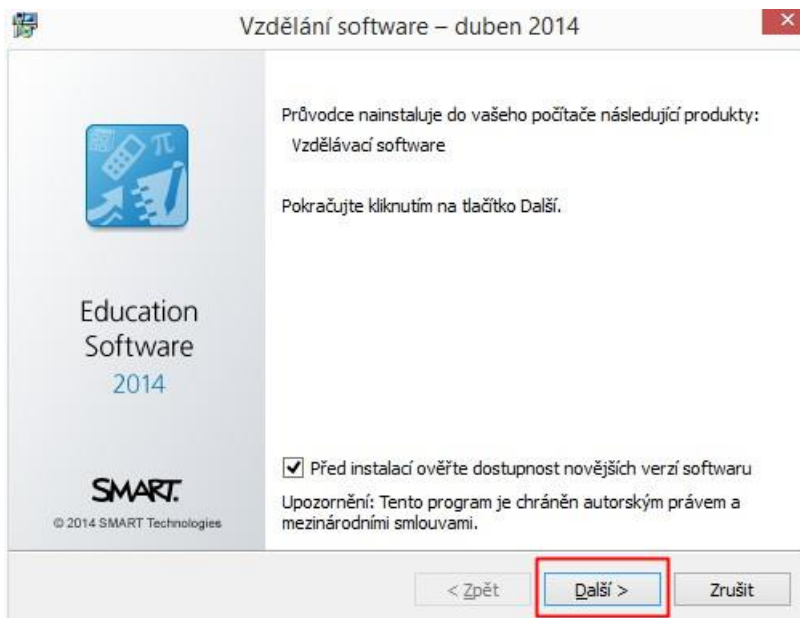 Vzdělání software – duben 2014
Průvodce nainstaluje do vašeho počítače následující produkty:
Vzdělávací software
Pokračujte kliknutím na tlačítko Další.
Education
Software
2014
Před instalací ověřte dostupnost novějších verzí softwaru
Upozornění: Tento program je chráněn autorským právem a
mezinárodními smlouvami.
SMART.
© 2014 SMART Technologies
< Zpět
Další >
Zrušit